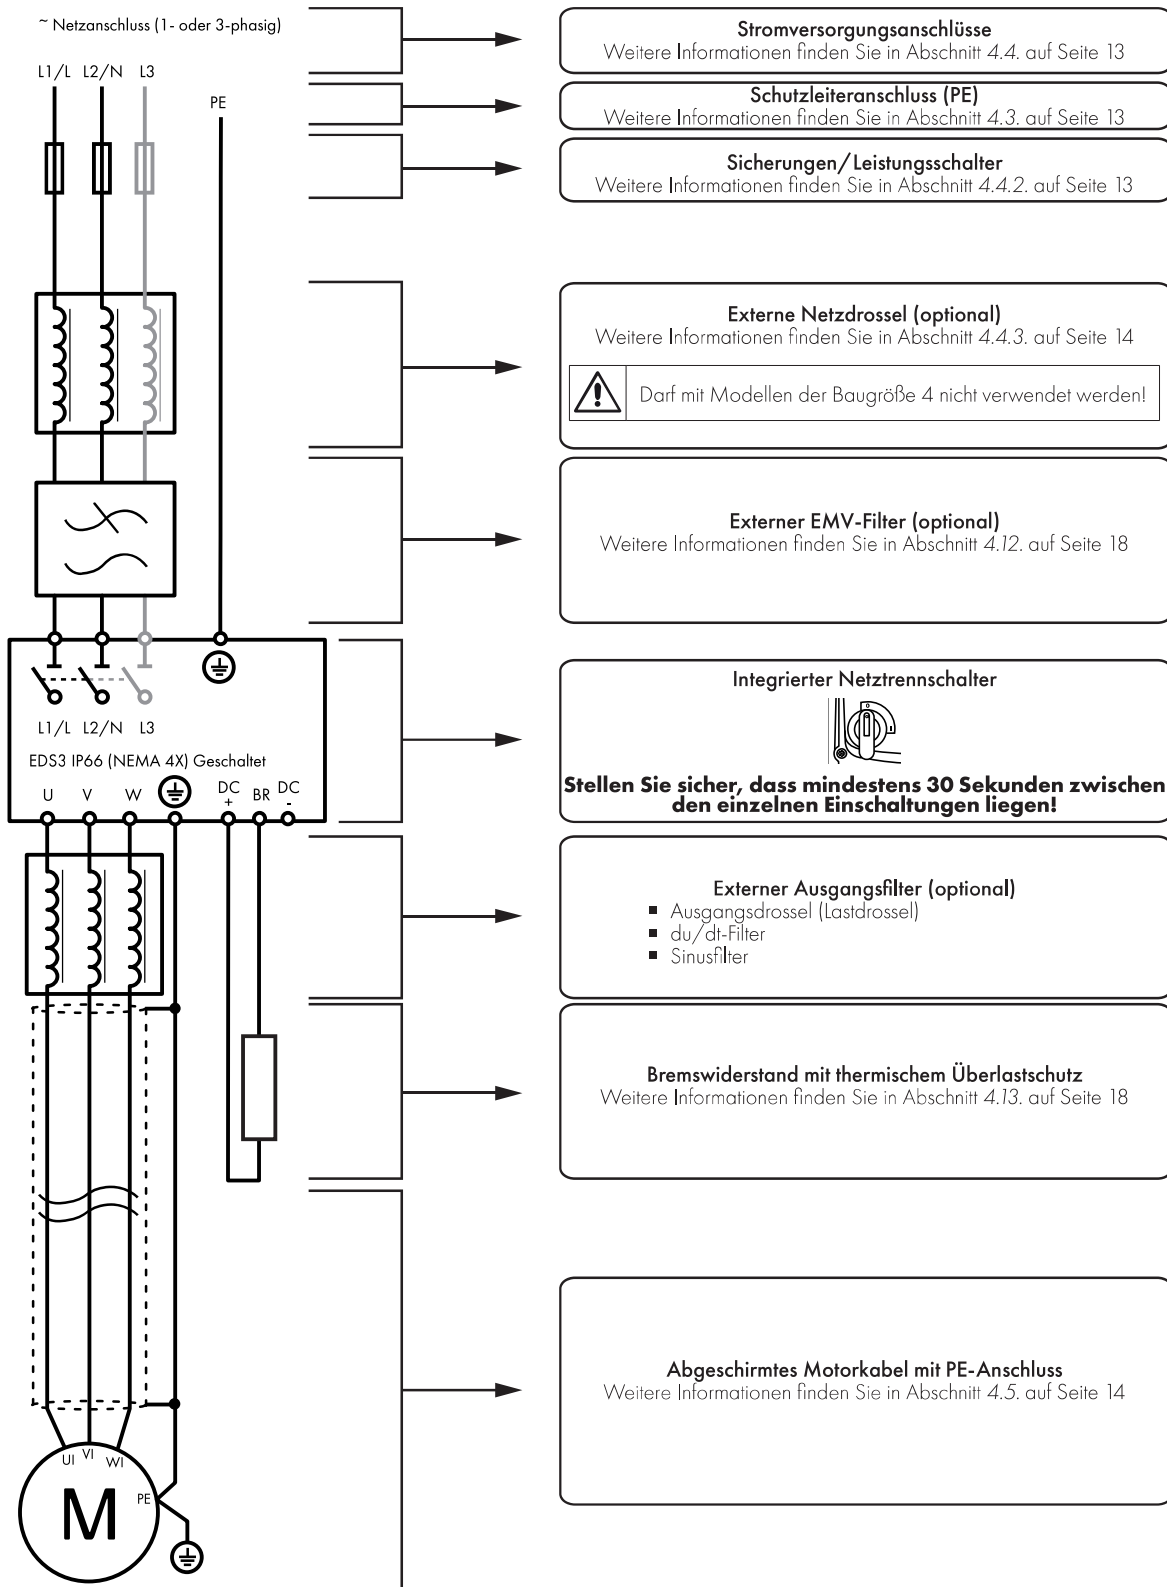 ~ Netzanschluss (1- oder 3-phasig)
L1/L L2/N L3
PE
Stromversorgungsanschlüsse
Weitere Informationen finden Sie in Abschnitt 4.4. auf Seite 13
Schutzleiteranschluss (PE)
Weitere Informationen finden Sie in Abschnitt 4.3. auf Seite 13
Sicherungen/Leistungsschalter
Weitere Informationen finden Sie in Abschnitt 4.4.2. auf Seite 13
Externe Netzdrossel (optional)
Weitere Informationen finden Sie in Abschnitt 4.4.3. auf Seite 14
Darf mit Modellen der Baugröße 4 nicht verwendet werden!
Externer EMV-Filter (optional)
Weitere Informationen finden Sie in Abschnitt 4.12. auf Seite 18
L1/L L2/N L3
EDS3 IP66 (NEMA 4X) Geschaltet
U V W DC + BR DC -
Integrierter Netztrennschalter
Stellen Sie sicher, dass mindestens 30 Sekunden zwischen
den einzelnen Einschaltungen liegen!
Externer Ausgangsfilter (optional)
▪ Ausgangsdrossel (Lastdrossel)
▪ du/dt-Filter
▪ Sinusfilter
Bremswiderstand mit thermischem Überlastschutz
Weitere Informationen finden Sie in Abschnitt 4.13. auf Seite 18
Abgeschirmtes Motorkabel mit PE-Anschluss
Weitere Informationen finden Sie in Abschnitt 4.5. auf Seite 14
U1 V1 W1
PE
M